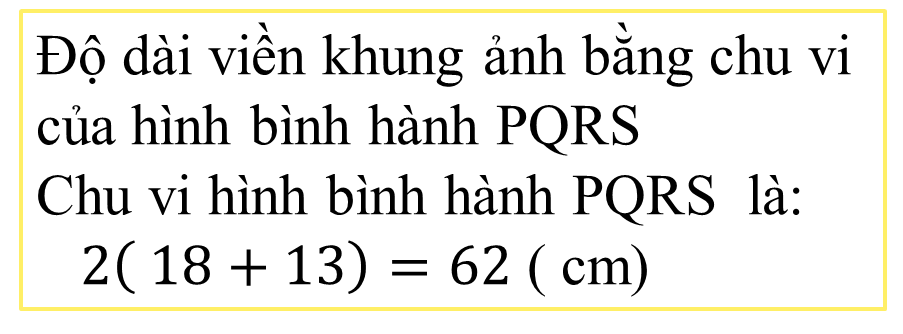 Độ dài viền khung ảnh bằng chu vi
của hình bình hành PQRS
Chu vi hình bình hành PQRS là:
2( 18 + 13) = 62 ( cm)